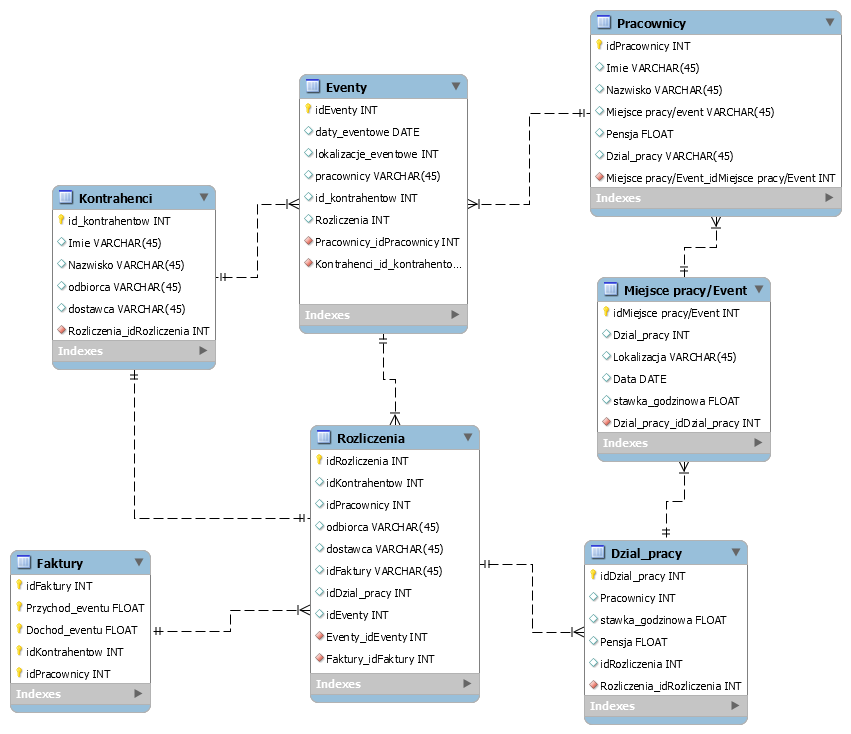 Pracownicy
idPracownicy INT
Imie VARCHAR(45)
Nazwisko VARCHAR(45)
Miejsce pracy/event VARCHAR(45)
Pensja FLOAT
Dzial_pracy VARCHAR(45)
Miejsce pracy/Event_idMiejsce pracy/Event INT
Indexes
Eventy
idEventy INT
daty_eventowe DATE
lokalizacje_eventowe INT
pracownicy VARCHAR(45)
id_kontrahentow INT
Rozliczenia INT
Pracownicy_idPracownicy INT
Kontrahenci_id_kontrahento...
Indexes
Kontrahenci
id_kontrahentow INT
Imie VARCHAR(45)
Nazwisko VARCHAR(45)
odbiorca VARCHAR(45)
dostawca VARCHAR(45)
Rozliczenia_idRozliczenia INT
Indexes
Miejsce pracy/Event
idMiejsce pracy/Event INT
Dzial_pracy INT
Lokalizacja VARCHAR(45)
Data DATE
stawka_godzinowa FLOAT
Dzial_pracy_idDzial_pracy INT
Indexes
Rozliczenia
idRozliczenia INT
idKontrahentow INT
idPracownicy INT
odbiorca VARCHAR(45)
dostawca VARCHAR(45)
idFaktury VARCHAR(45)
idDzial_pracy INT
idEventy INT
Eventy_idEventy INT
Faktury_idFaktury INT
Indexes
Faktury
idFaktury INT
Przychod_eventu FLOAT
Dochod_eventu FLOAT
idKontrahentow INT
idPracownicy INT
Indexes
Dzial_pracy
idDzial_pracy INT
Pracownicy INT
stawka_godzinowa FLOAT
Pensja FLOAT
idRozliczenia INT
Rozliczenia_idRozliczenia INT
Indexes